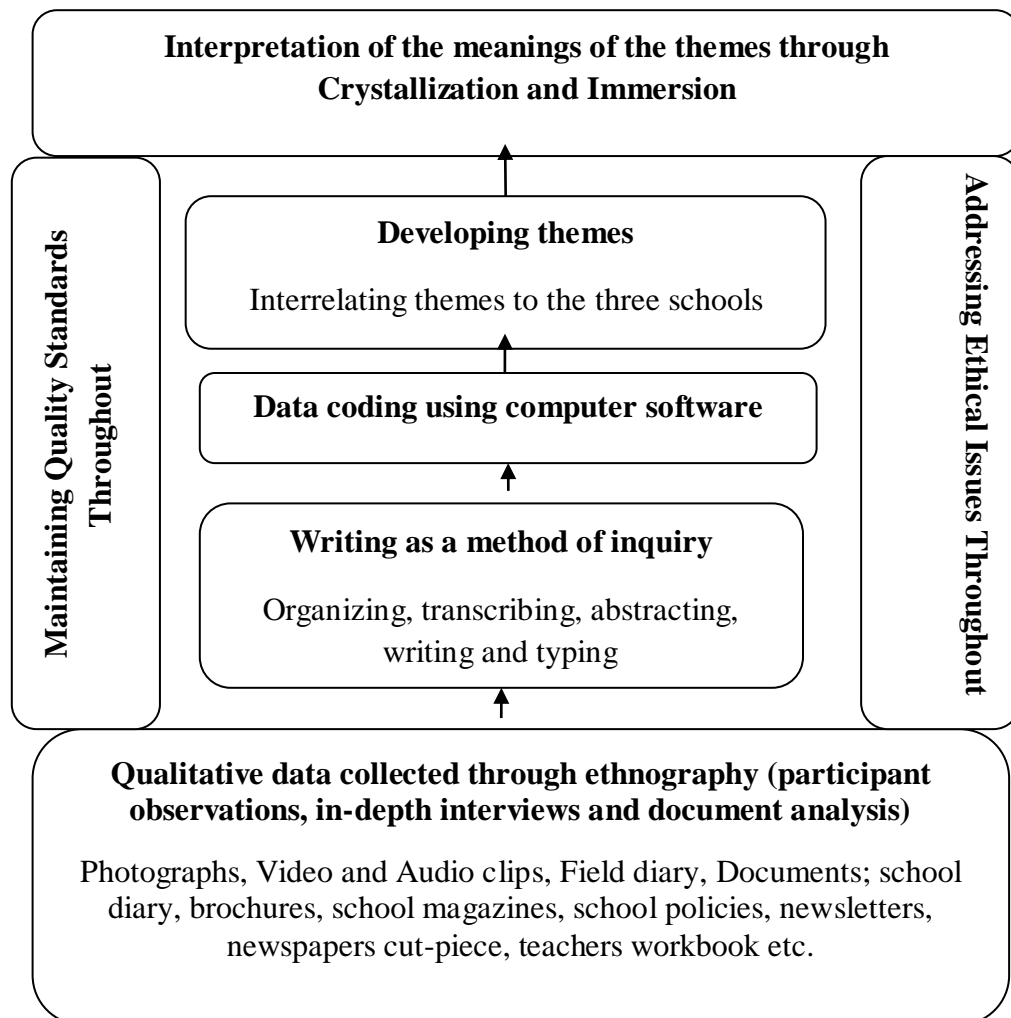 Interpretation of the meanings of the themes through
Crystallization and Immersion
Maintaining Quality Standards
Throughout
Developing themes
Interrelating themes to the three schools
Data coding using computer software
Writing as a method of inquiry
Organizing, transcribing, abstracting,
writing and typing
Addressing Ethical Issues Throughout
Qualitative data collected through ethnography (participant
observations, in-depth interviews and document analysis)
Photographs, Video and Audio clips, Field diary, Documents; school
diary, brochures, school magazines, school policies, newsletters,
newspapers cut-piece, teachers workbook etc.